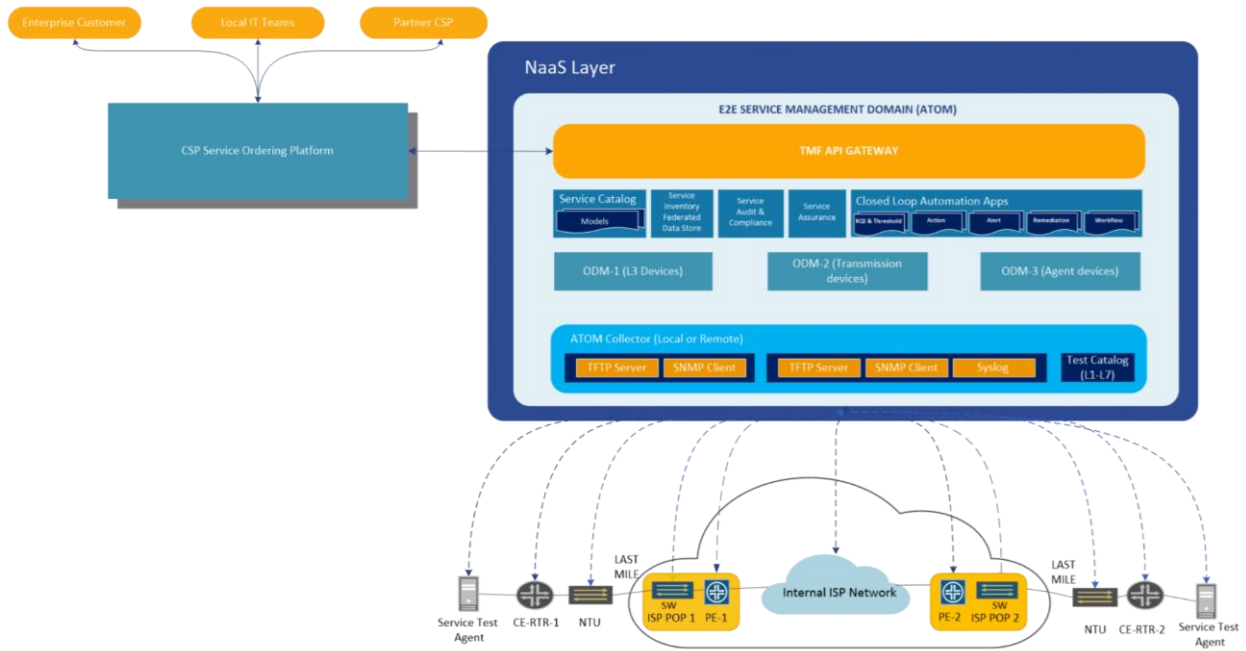 Enterprise Customer
Local IT Teams
Partner CSP
CSP Service Ordering Platform
NaaS Layer
E2E SERVICE MANAGEMENT DOMAIN (ATOM)
TMF API GATEWAY
Service Catalog
Models
Service
Inventory
Federated
Data Store
Service
Audit &
Compliance
Service
Assurance
Closed Loop Automation Apps
KQI & Threshold
Action
Alert
Remediation
Workflow
ODM-1 (L3 Devices)
ODM-2 (Transmission
devices)
ODM-3 (Agent devices)
ATOM Collector (Local or Remote)
TFTP Server
SNMP Client
TFTP Server
SNMP Client
Syslog
Test Catalog
(L1-L7)
Service Test
Agent
CE-RTR-1
NTU
LAST
MILE
SW
ISP POP 1
PE-1
Internal ISP Network
PE-2
SW
ISP POP 2
LAST
MILE
NTU
CE-RTR-2
Service Test
Agent